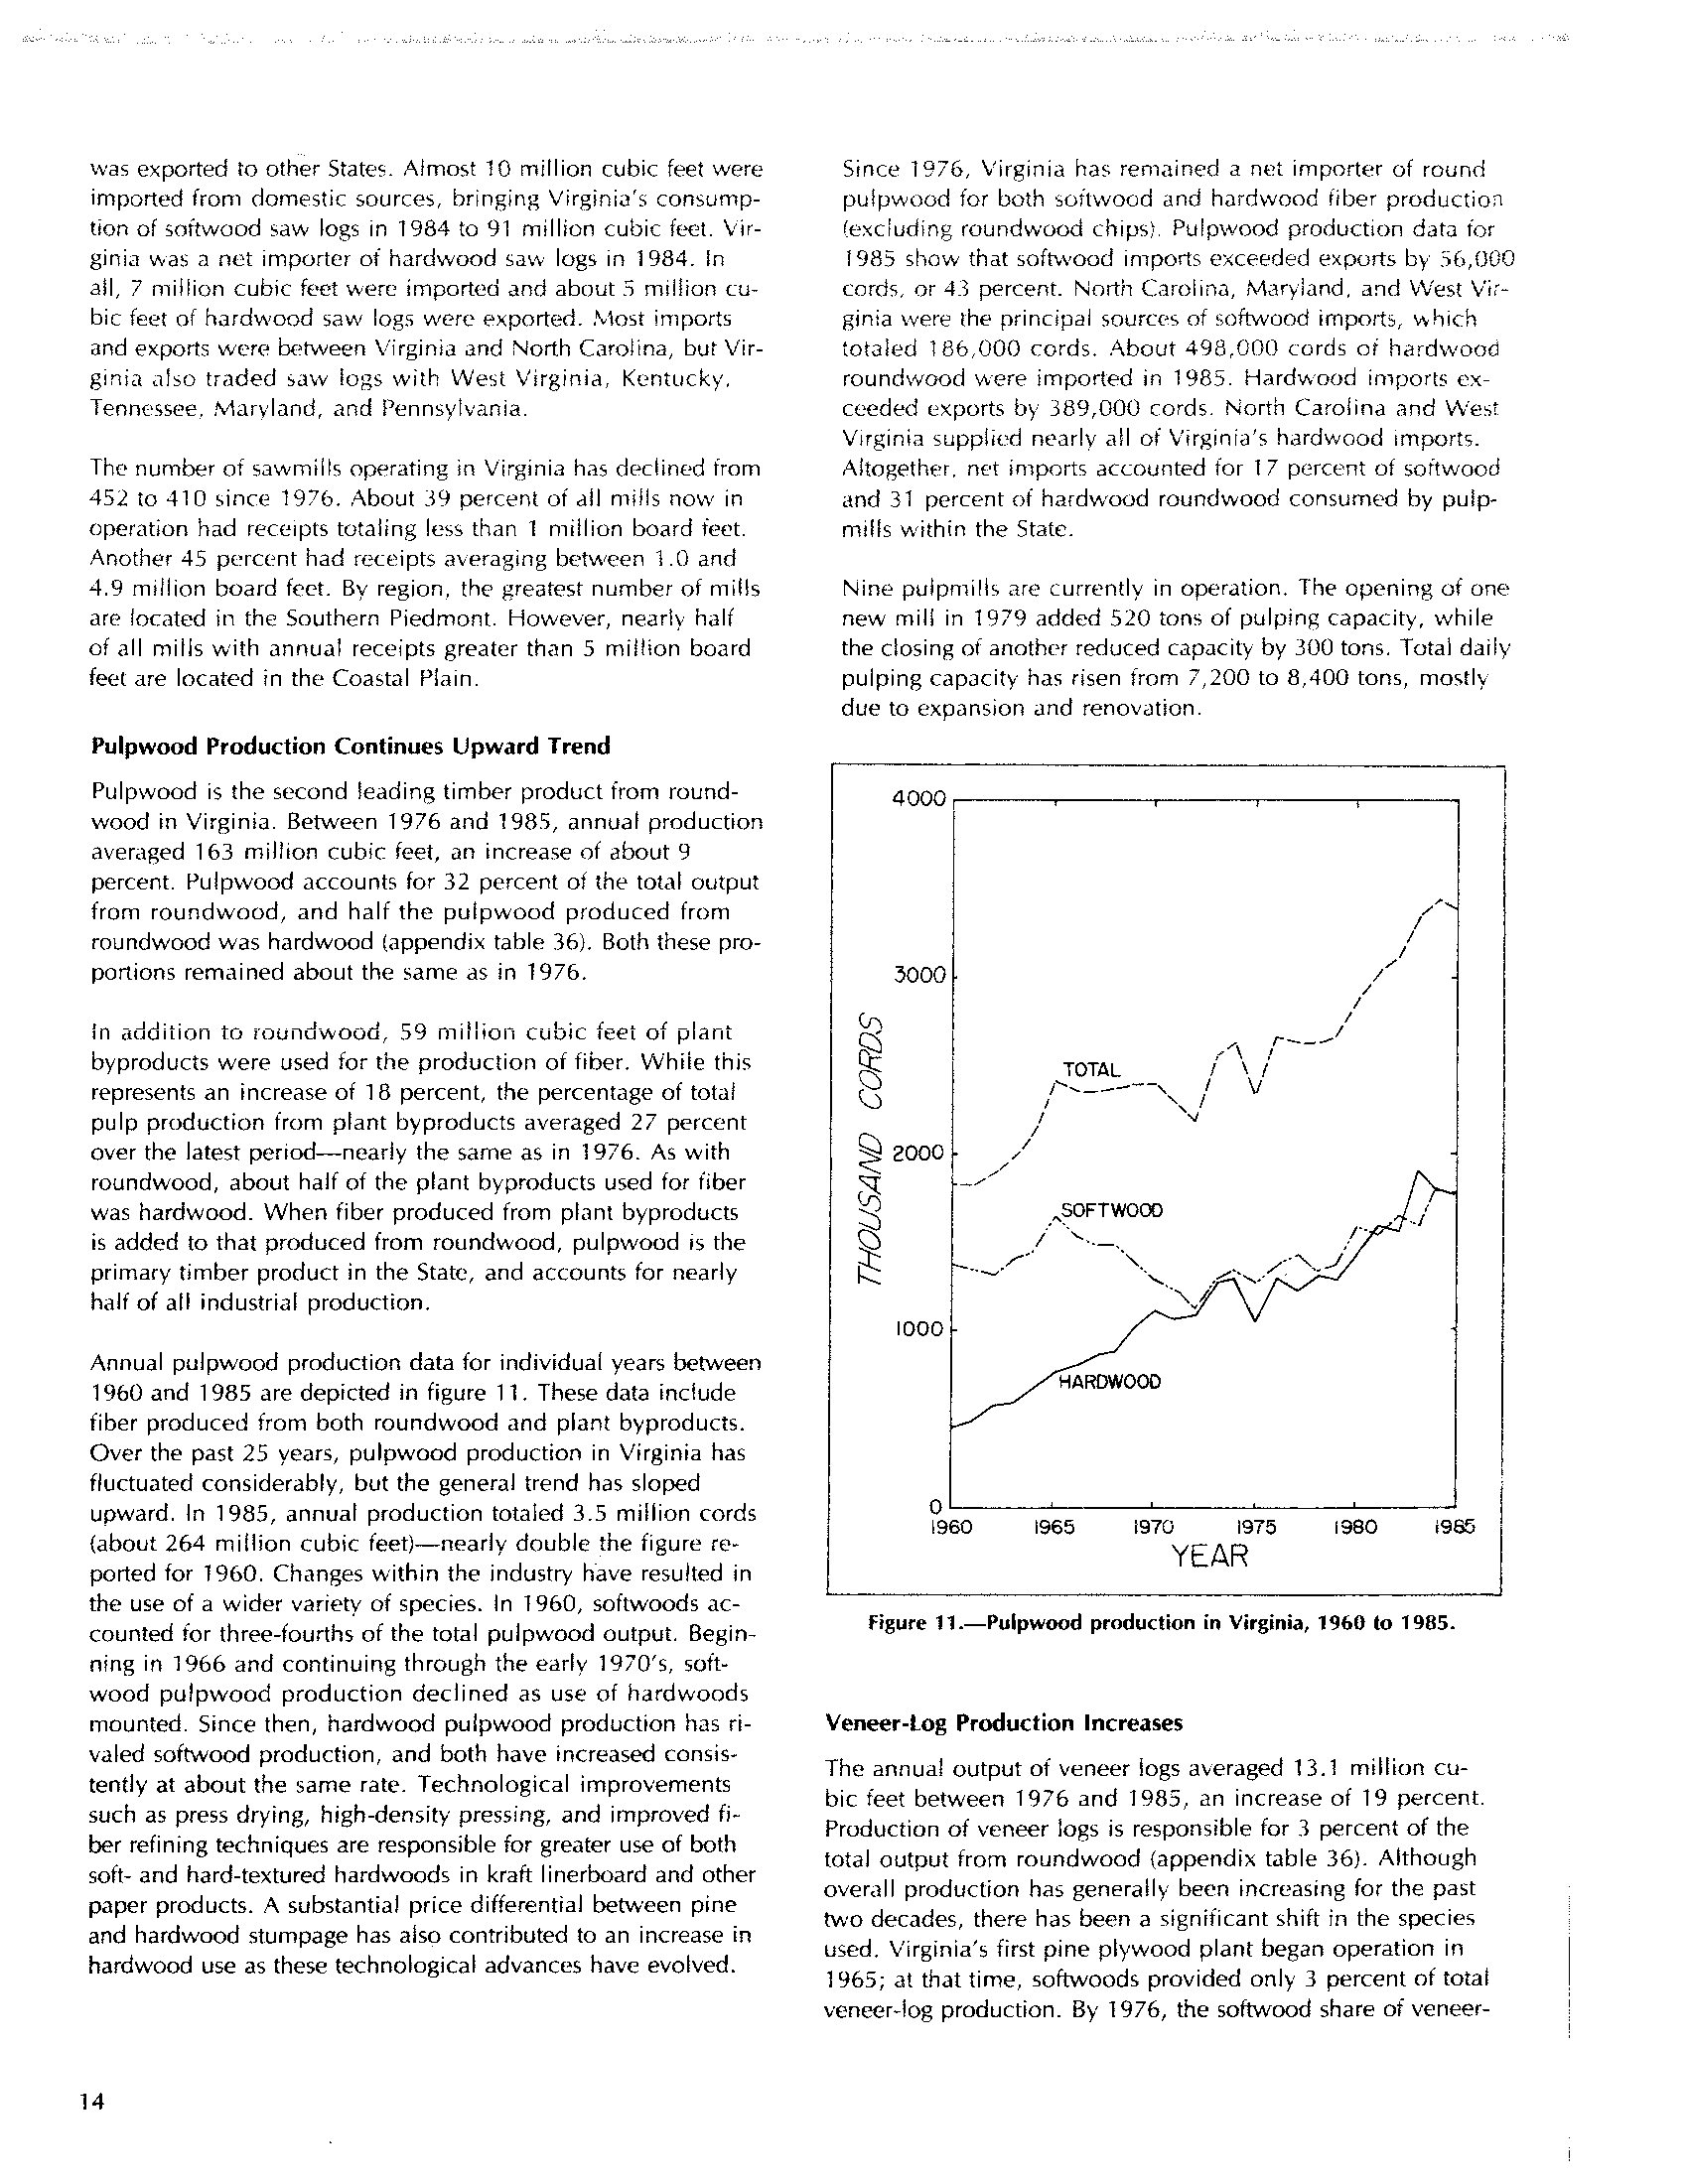 was exported to other States. Almost 10 million cubic feet were
imported from domestic sources, bringing Virginia's consump-
tion of softwood saw logs in 1984 to 91 million cubic feet. Vir-
ginia was a net importer of hardwood saw logs in 1984. In
all, 7 million cubic feet were imported and about 5 million cu-
bic feet of hardwood saw logs were exported. Most imports
and exports were between Virginia and North Carolina, but Vir-
ginia also traded saw logs with West Virginia, Kentucky,
Tennessee, Maryland, and Pennsylvania.
The number of sawmills operating in Virginia has declined from
452 to 410 since 1976. About 39 percent of all mills now in
operation had receipts totaling less than 1 million board feet.
Another 45 percent had receipts averaging between 1.0 and
4.9 million board feet. By region, the greatest number of mills
are located in the Southern Piedmont. However, nearly half
of all mills with annual receipts greater than 5 million board
feet are located in the Coastal Plain.
Pulpwood Production Continues Upward Trend
Pulpwood is the second leading timber product from round-
wood in Virginia. Between 1976 and 1985, annual production
averaged 163 million cubic feet, an increase of about 9
percent. Pulpwood accounts for 32 percent of the total output
from roundwood, and half the pulpwood produced from
roundwood was hardwood (appendix table 36). Both these pro-
portions remained about the same as in 1976.
In addition to roundwood, 59 million cubic feet of plant
byproducts were used for the production of fiber. While this
represents an increase of 18 percent, the percentage of total
pulp production from plant byproducts averaged 27 percent
over the latest period—nearly the same as in 1976. As with
roundwood, about half of the plant byproducts used for fiber
was hardwood. When fiber produced from plant byproducts
is added to that produced from roundwood, pulpwood is the
primary timber product in the State, and accounts for nearly
half of all industrial production.
Annual pulpwood production data for individual years between
1960 and 1985 are depicted in figure 11. These data include
fiber produced from both roundwood and plant byproducts.
Over the past 25 years, pulpwood production in Virginia has
fluctuated considerably, but the general trend has sloped
upward. In 1985, annual production totaled 3.5 million cords
(about 264 million cubic feet)—nearly double the figure re-
ported for 1960. Changes within the industry have resulted in
the use of a wider variety of species. In 1960, softwoods ac-
counted for three-fourths of the total pulpwood output. Begin-
ning in 1966 and continuing through the early 1970's, soft-
wood pulpwood production declined as use of hardwoods
mounted. Since then, hardwood pulpwood production has ri-
valed softwood production, and both have increased consis-
tently at about the same rate. Technological improvements
such as press drying, high-density pressing, and improved fi-
ber refining techniques are responsible for greater use of both
soft- and hard-textured hardwoods in kraft linerboard and other
paper products. A substantial price differential between pine
and hardwood stumpage has also contributed to an increase in
hardwood use as these technological advances have evolved.
Since 1976, Virginia has remained a net importer of round
pulpwood for both softwood and hardwood fiber production
(excluding roundwood chips). Pulpwood production data for
1985 show that softwood imports exceeded exports by 56,000
cords, or 43 percent. North Carolina, Maryland, and West Vir-
ginia were the principal sources of softwood imports, which
totaled 186,000 cords. About 498,000 cords of hardwood
roundwood were imported in 1985. Hardwood imports ex-
ceeded exports by 389,000 cords. North Carolina and West
Virginia supplied nearly all of Virginia's hardwood imports.
Altogether, net imports accounted for 17 percent of softwood
and 31 percent of hardwood roundwood consumed by pulp-
mills within the State.
Nine pulpmills are currently in operation. The opening of one
new mill in 1979 added 520 tons of pulping capacity, while
the closing of another reduced capacity by 300 tons. Total daily
pulping capacity has risen from 7,200 to 8,400 tons, mostly
due to expansion and renovation.
4000
3000
2000
1000
0
THOUSAND CORDS
TOTAL
SOFTWOOD
HARDWOOD
1960 1965 1970 1975 1980 1985
YEAR
Figure 11.—Pulpwood production in Virginia, 1960 to 1985.
Veneer-Log Production Increases
The annual output of veneer logs averaged 13.1 million cu-
bic feet between 1976 and 1985, an increase of 19 percent.
Production of veneer logs is responsible for 3 percent of the
total output from roundwood (appendix table 36). Although
overall production has generally been increasing for the past
two decades, there has been a significant shift in the species
used. Virginia's first pine plywood plant began operation in
1965; at that time, softwoods provided only 3 percent of total
veneer-log production. By 1976, the softwood share of veneer-
14